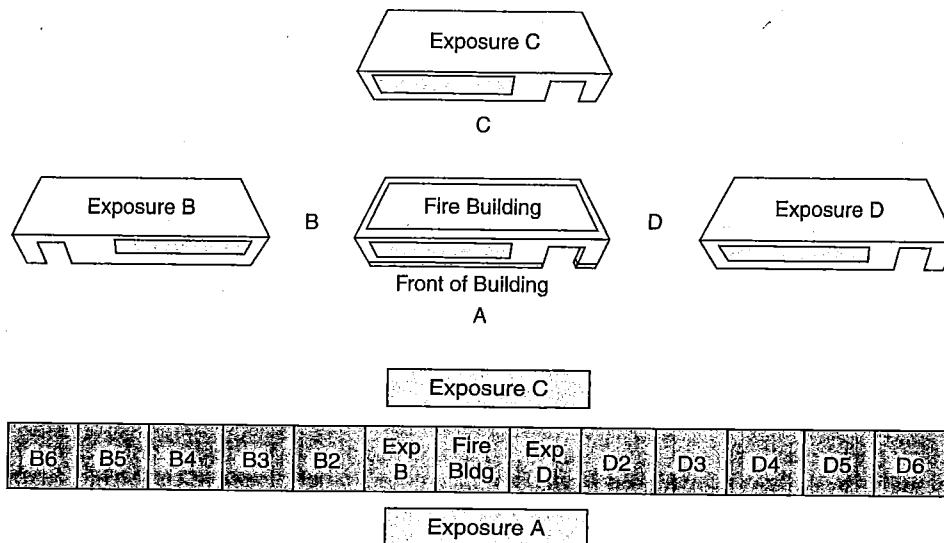 Exposure C
C
Exposure B
B
Fire Building
D
Exposure D
Front of Building
A
Exposure C
B6 B5 B4 B3 B2 Exp B Fire Bldg Exp D D2 D3 D4 D5 D6
Exposure A